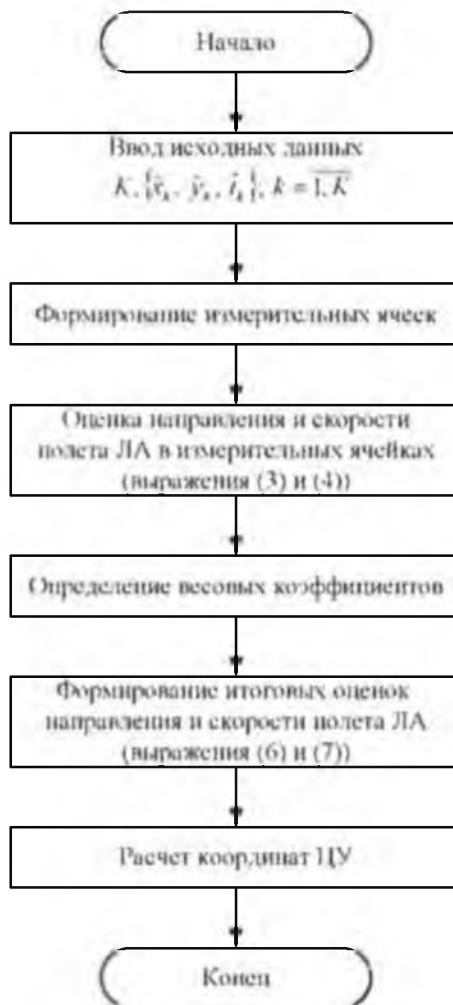 Начало
Ввод исходных данных
K, {x̂ₖ, ŷₖ, t̂ₖ}, k = 1, K
Формирование измерительных ячеек
Оценка направления и скорости
полета ЛА в измерительных ячейках
(выражения (3) и (4))
Определение весовых коэффициентов
Формирование итоговых оценок
направления и скорости полета ЛА
(выражения (6) и (7))
Расчет координат ЦУ
Конец